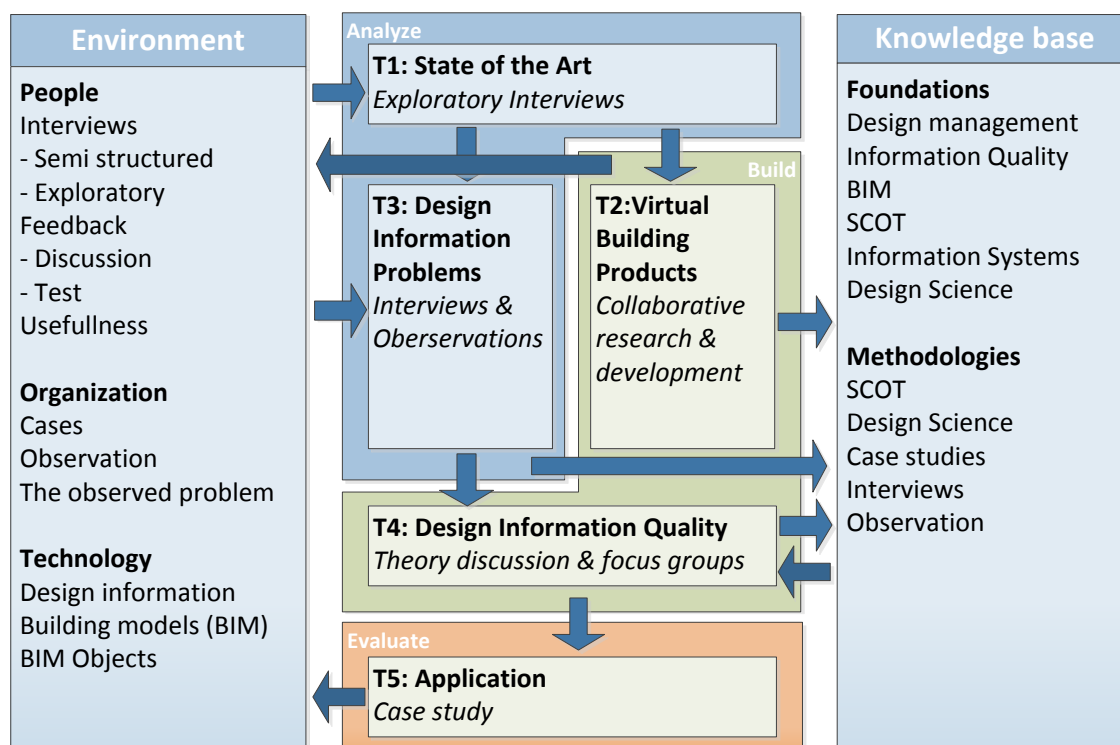 Environment
People
Interviews
- Semi structured
- Exploratory
Feedback
- Discussion
- Test
Usefullness
Organization
Cases
Observation
The observed problem
Technology
Design information
Building models (BIM)
BIM Objects
Analyze
T1: State of the Art
Exploratory Interviews
T3: Design
Information
Problems
Interviews &
Oberservations
Build
T2:Virtual
Building
Products
Collaborative
research &
development
T4: Design Information Quality
Theory discussion & focus groups
Evaluate
T5: Application
Case study
Knowledge base
Foundations
Design management
Information Quality
BIM
SCOT
Information Systems
Design Science
Methodologies
SCOT
Design Science
Case studies
Interviews
Observation